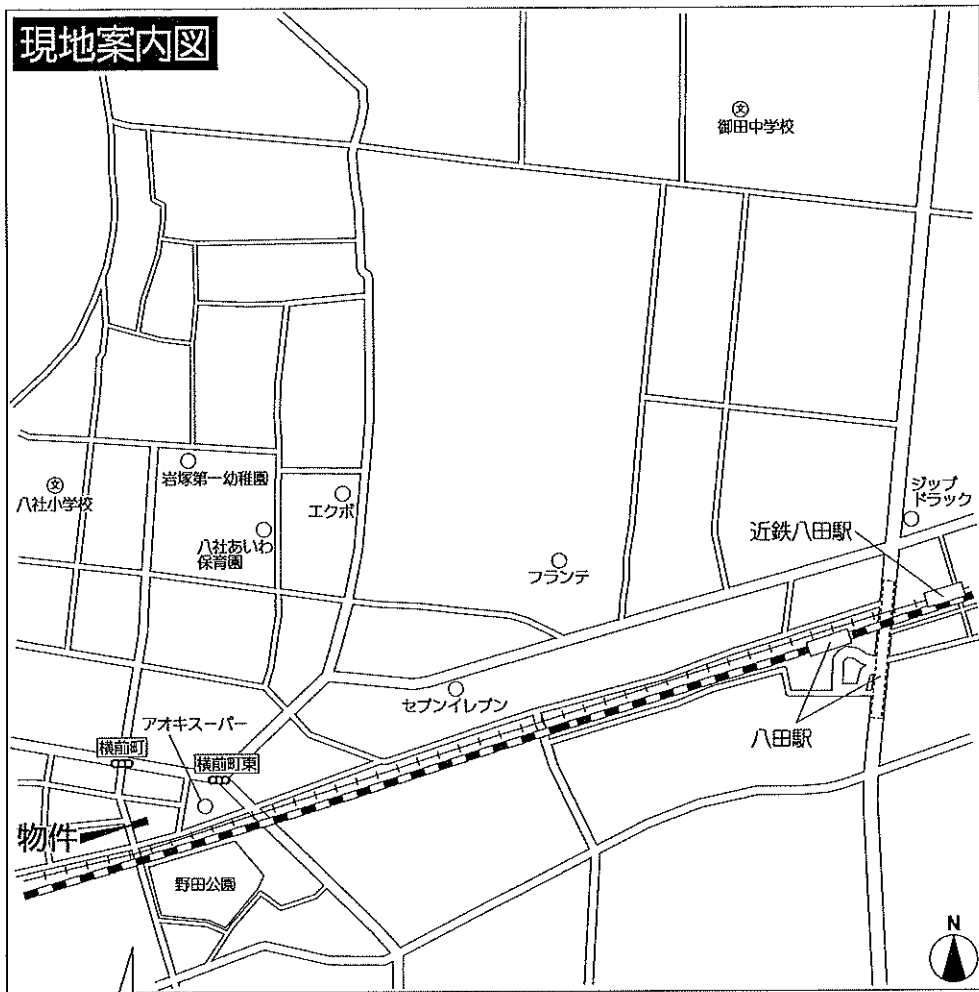 現地案内図
文
御田中学校
岩塚第一幼稚園
文
八社小学校
エクボ
ジップ
ドラック
八社あいわ
保育園
近鉄八田駅
フランテ
セブンイレブン
アオキスーパー
八田駅
横前町
横前町東
物件
野田公園
N